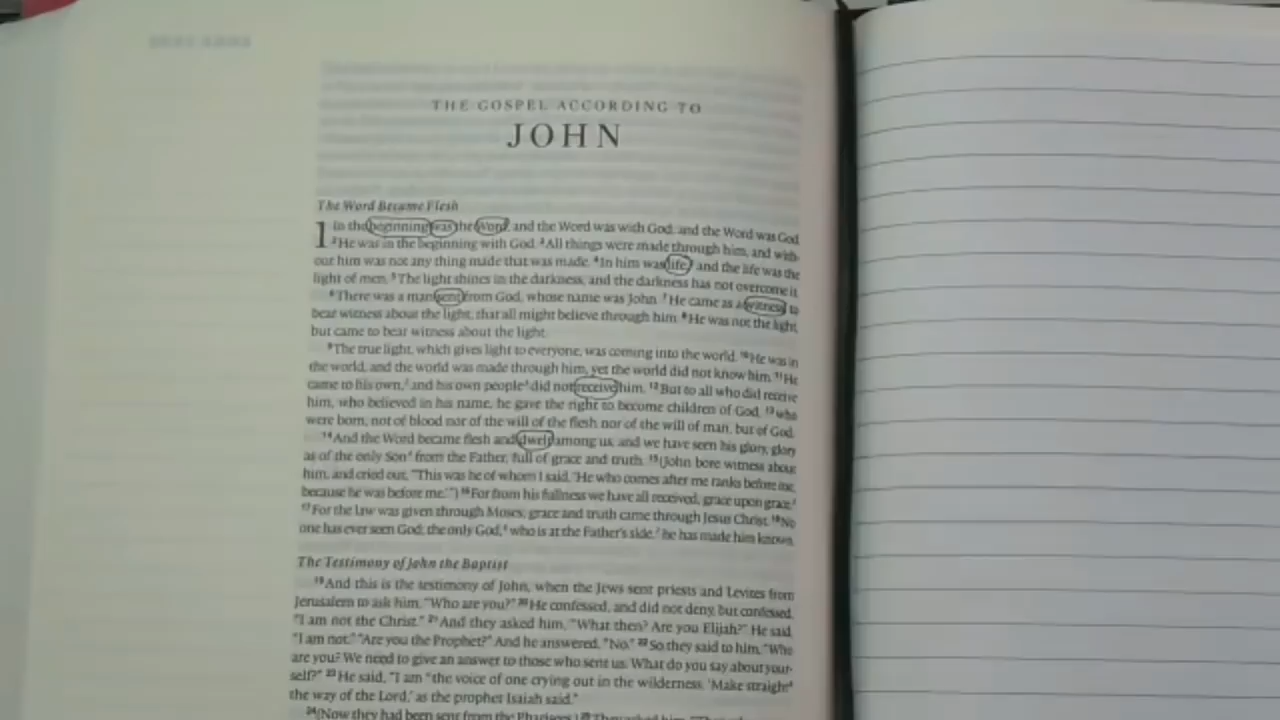 THE GOSPEL ACCORDING TO
JOHN
The Word Became Flesh
1 In the beginning was the Word, and the Word was with God, and the Word was God.
2 He was in the beginning with God. 3 All things were made through him, and with-
out him was not any thing made that was made. 4 In him was life, and the life was the
light of men. 5 The light shines in the darkness, and the darkness has not overcome it.
6 There was a man sent from God, whose name was John. 7 He came as a witness, to
bear witness about the light, that all might believe through him. 8 He was not the light,
but came to bear witness about the light.
9 The true light, which gives light to everyone, was coming into the world. 10 He was in
the world, and the world was made through him, yet the world did not know him. 11 He
came to his own, and his own people did not receive him. 12 But to all who did receive
him, who believed in his name, he gave the right to become children of God, 13 who
were born, not of blood nor of the will of the flesh nor of the will of man, but of God.
14 And the Word became flesh and dwelt among us, and we have seen his glory, glory
as of the only Son from the Father, full of grace and truth. 15 (John bore witness about
him, and cried out, "This was he of whom I said, 'He who comes after me ranks before me,
because he was before me.'") 16 For from his fullness we have all received, grace upon grace.
17 For the law was given through Moses; grace and truth came through Jesus Christ. 18 No
one has ever seen God; the only God, who is at the Father's side, he has made him known.
The Testimony of John the Baptist
19 And this is the testimony of John, when the Jews sent priests and Levites from
Jerusalem to ask him, "Who are you?" 20 He confessed, and did not deny, but confessed,
"I am not the Christ." 21 And they asked him, "What then? Are you Elijah?" He said,
"I am not." "Are you the Prophet?" And he answered, "No." 22 So they said to him, "Who
are you? We need to give an answer to those who sent us. What do you say about your-
self?" 23 He said, "I am the voice of one crying out in the wilderness, 'Make straight
the way of the Lord,' as the prophet Isaiah said."
24 (Now they had been sent from the Pharisees.) 25 They asked him,